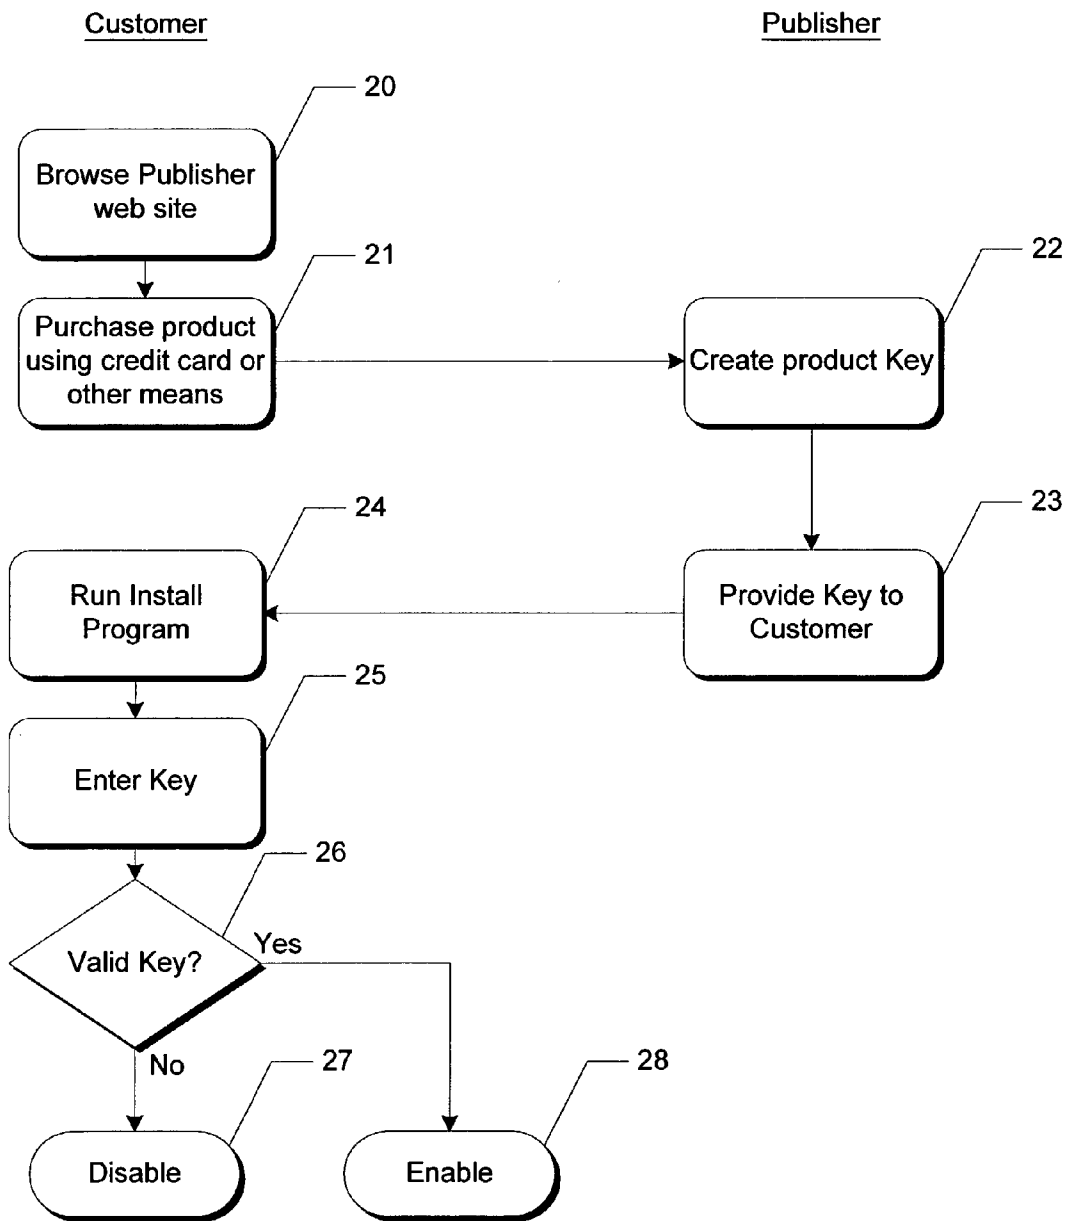 Customer
Publisher
20
Browse Publisher
web site
21
22
Purchase product
using credit card or
other means
Create product Key
24
23
Run Install
Program
Provide Key to
Customer
25
Enter Key
26
Valid Key?
Yes
No
27
28
Disable
Enable